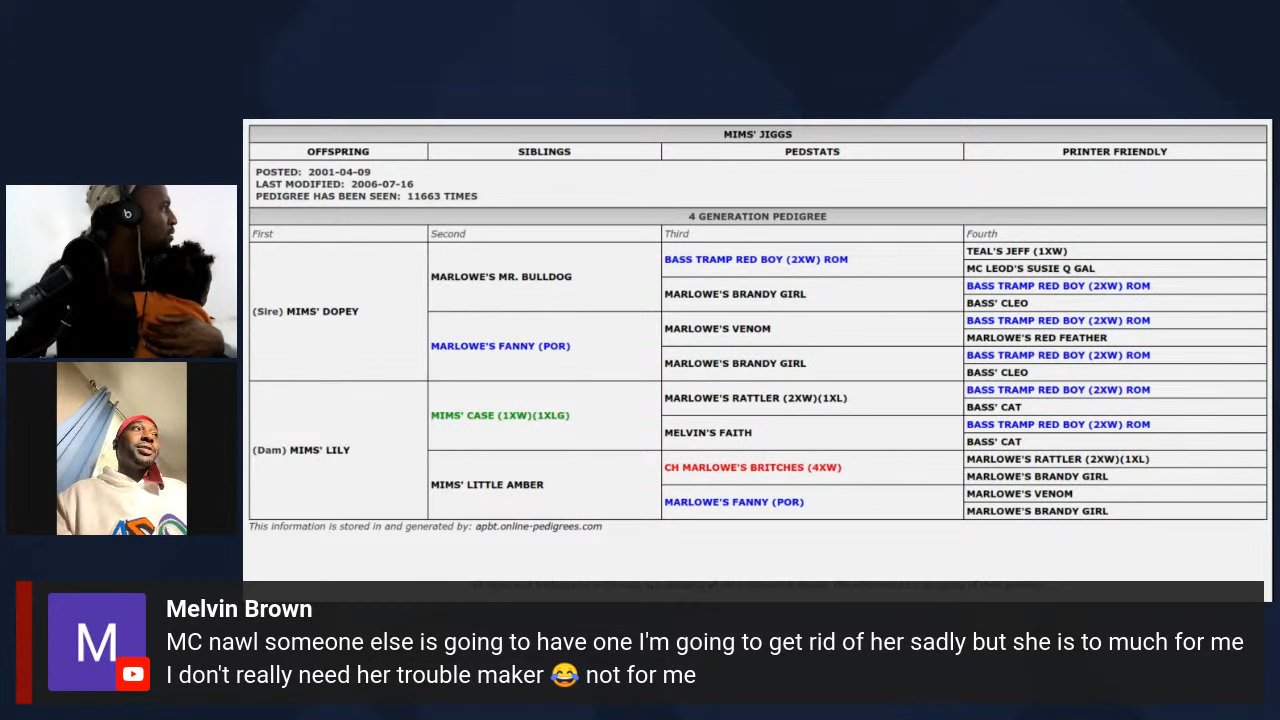 MIMS' JIGGS
OFFSPRING SIBLINGS PEDSTATS PRINTER FRIENDLY
POSTED: 2001-04-09
LAST MODIFIED: 2006-07-16
PEDIGREE HAS BEEN SEEN: 11663 TIMES
4 GENERATION PEDIGREE
First Second Third Fourth
(Sire) MIMS' DOPEY
MARLOWE'S MR. BULLDOG
BASS TRAMP RED BOY (2XW) ROM
TEAL'S JEFF (1XW)
MC LEOD'S SUSIE Q GAL
MARLOWE'S BRANDY GIRL
BASS TRAMP RED BOY (2XW) ROM
BASS' CLEO
MARLOWE'S FANNY (POR)
MARLOWE'S VENOM
BASS TRAMP RED BOY (2XW) ROM
MARLOWE'S RED FEATHER
MARLOWE'S BRANDY GIRL
BASS TRAMP RED BOY (2XW) ROM
BASS' CLEO
(Dam) MIMS' LILY
MIMS' CASE (1XW)(1XLG)
MARLOWE'S RATTLER (2XW)(1XL)
BASS TRAMP RED BOY (2XW) ROM
BASS' CAT
MELVIN'S FAITH
BASS TRAMP RED BOY (2XW) ROM
BASS' CAT
MIMS' LITTLE AMBER
CH MARLOWE'S BRITCHES (4XW)
MARLOWE'S RATTLER (2XW)(1XL)
MARLOWE'S BRANDY GIRL
MARLOWE'S FANNY (POR)
MARLOWE'S VENOM
MARLOWE'S BRANDY GIRL
This information is stored in and generated by: apbt.online-pedigrees.com
M
Melvin Brown
MC nawl someone else is going to have one I'm going to get rid of her sadly but she is to much for me
I don't really need her trouble maker 😂 not for me